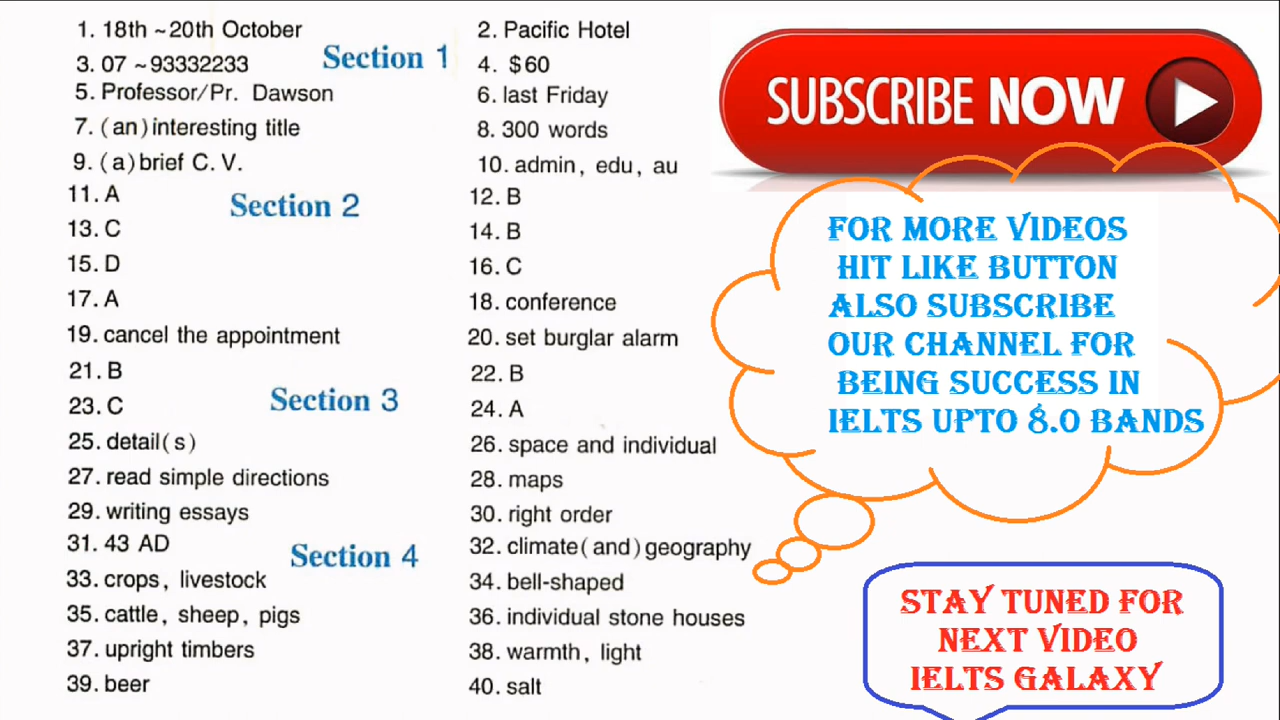 1. 18th ~20th October
2. Pacific Hotel
Section 1
3. 07 ~93332233
4. $60
5. Professor/Pr. Dawson
6. last Friday
7. (an)interesting title
8. 300 words
9. (a)brief C. V.
10. admin, edu, au
11. A
Section 2
12. B
13. C
14. B
15. D
16. C
17. A
18. conference
19. cancel the appointment
20. set burglar alarm
21. B
22. B
23. C
Section 3
24. A
25. detail(s)
26. space and individual
27. read simple directions
28. maps
29. writing essays
30. right order
31. 43 AD
Section 4
32. climate(and)geography
33. crops, livestock
34. bell-shaped
35. cattle, sheep, pigs
36. individual stone houses
37. upright timbers
38. warmth, light
39. beer
40. salt
SUBSCRIBE NOW
FOR MORE VIDEOS
HIT LIKE BUTTON
ALSO SUBSCRIBE
OUR CHANNEL FOR
BEING SUCCESS IN
IELTS UPTO 8.0 BANDS
STAY TUNED FOR
NEXT VIDEO
IELTS GALAXY